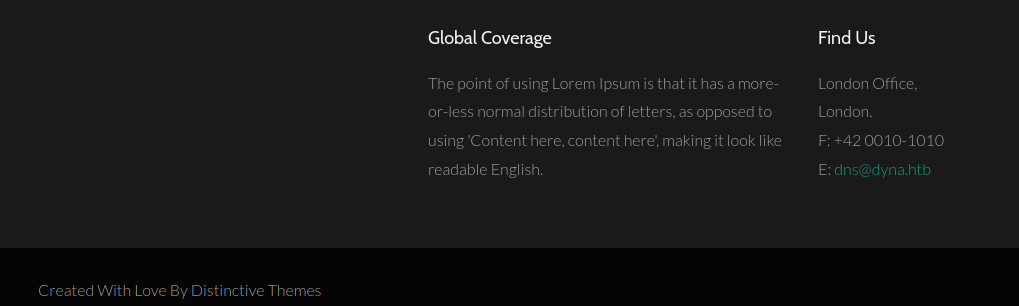 Global Coverage
The point of using Lorem Ipsum is that it has a more-
or-less normal distribution of letters, as opposed to
using 'Content here, content here', making it look like
readable English.
Find Us
London Office,
London.
F: +42 0010-1010
E: dns@dyna.htb
Created With Love By Distinctive Themes